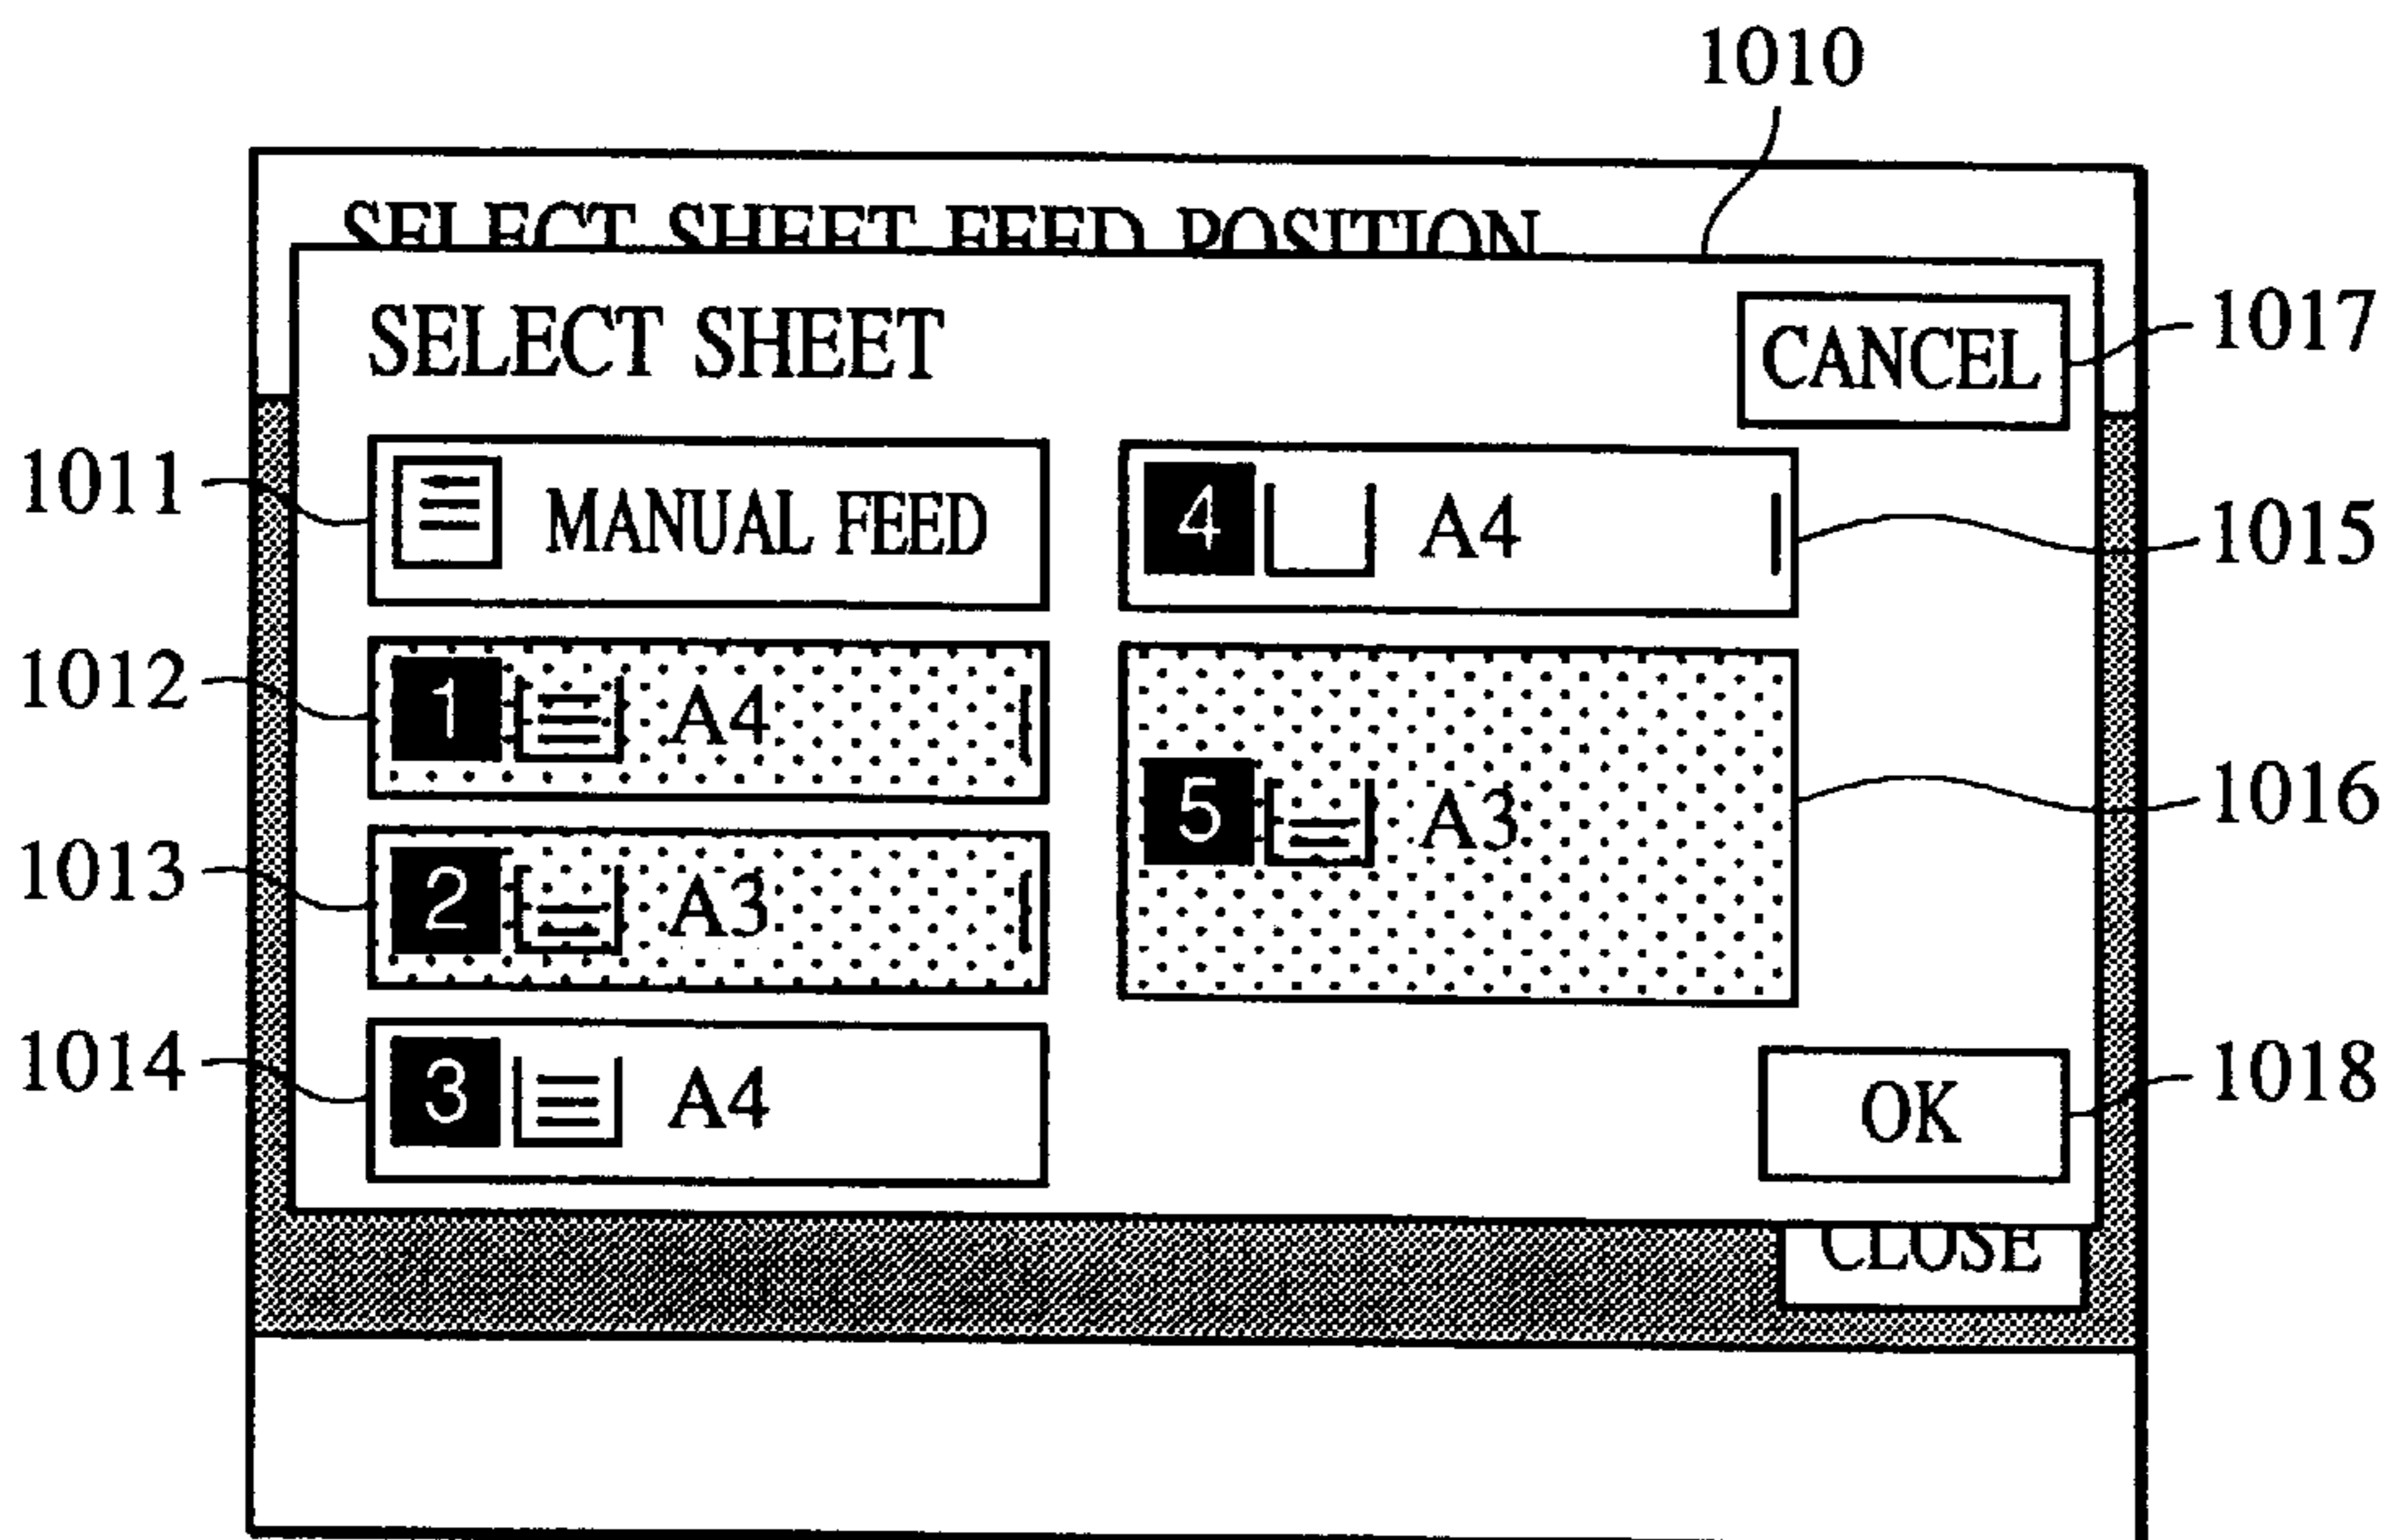 1010
SELECT SHEET FEED POSITION
SELECT SHEET
CANCEL
1017
1011
MANUAL FEED
4 A4
1015
1012
1 A4
5 A3
1016
1013
2 A3
1014
3 A4
OK
1018
CLOSE